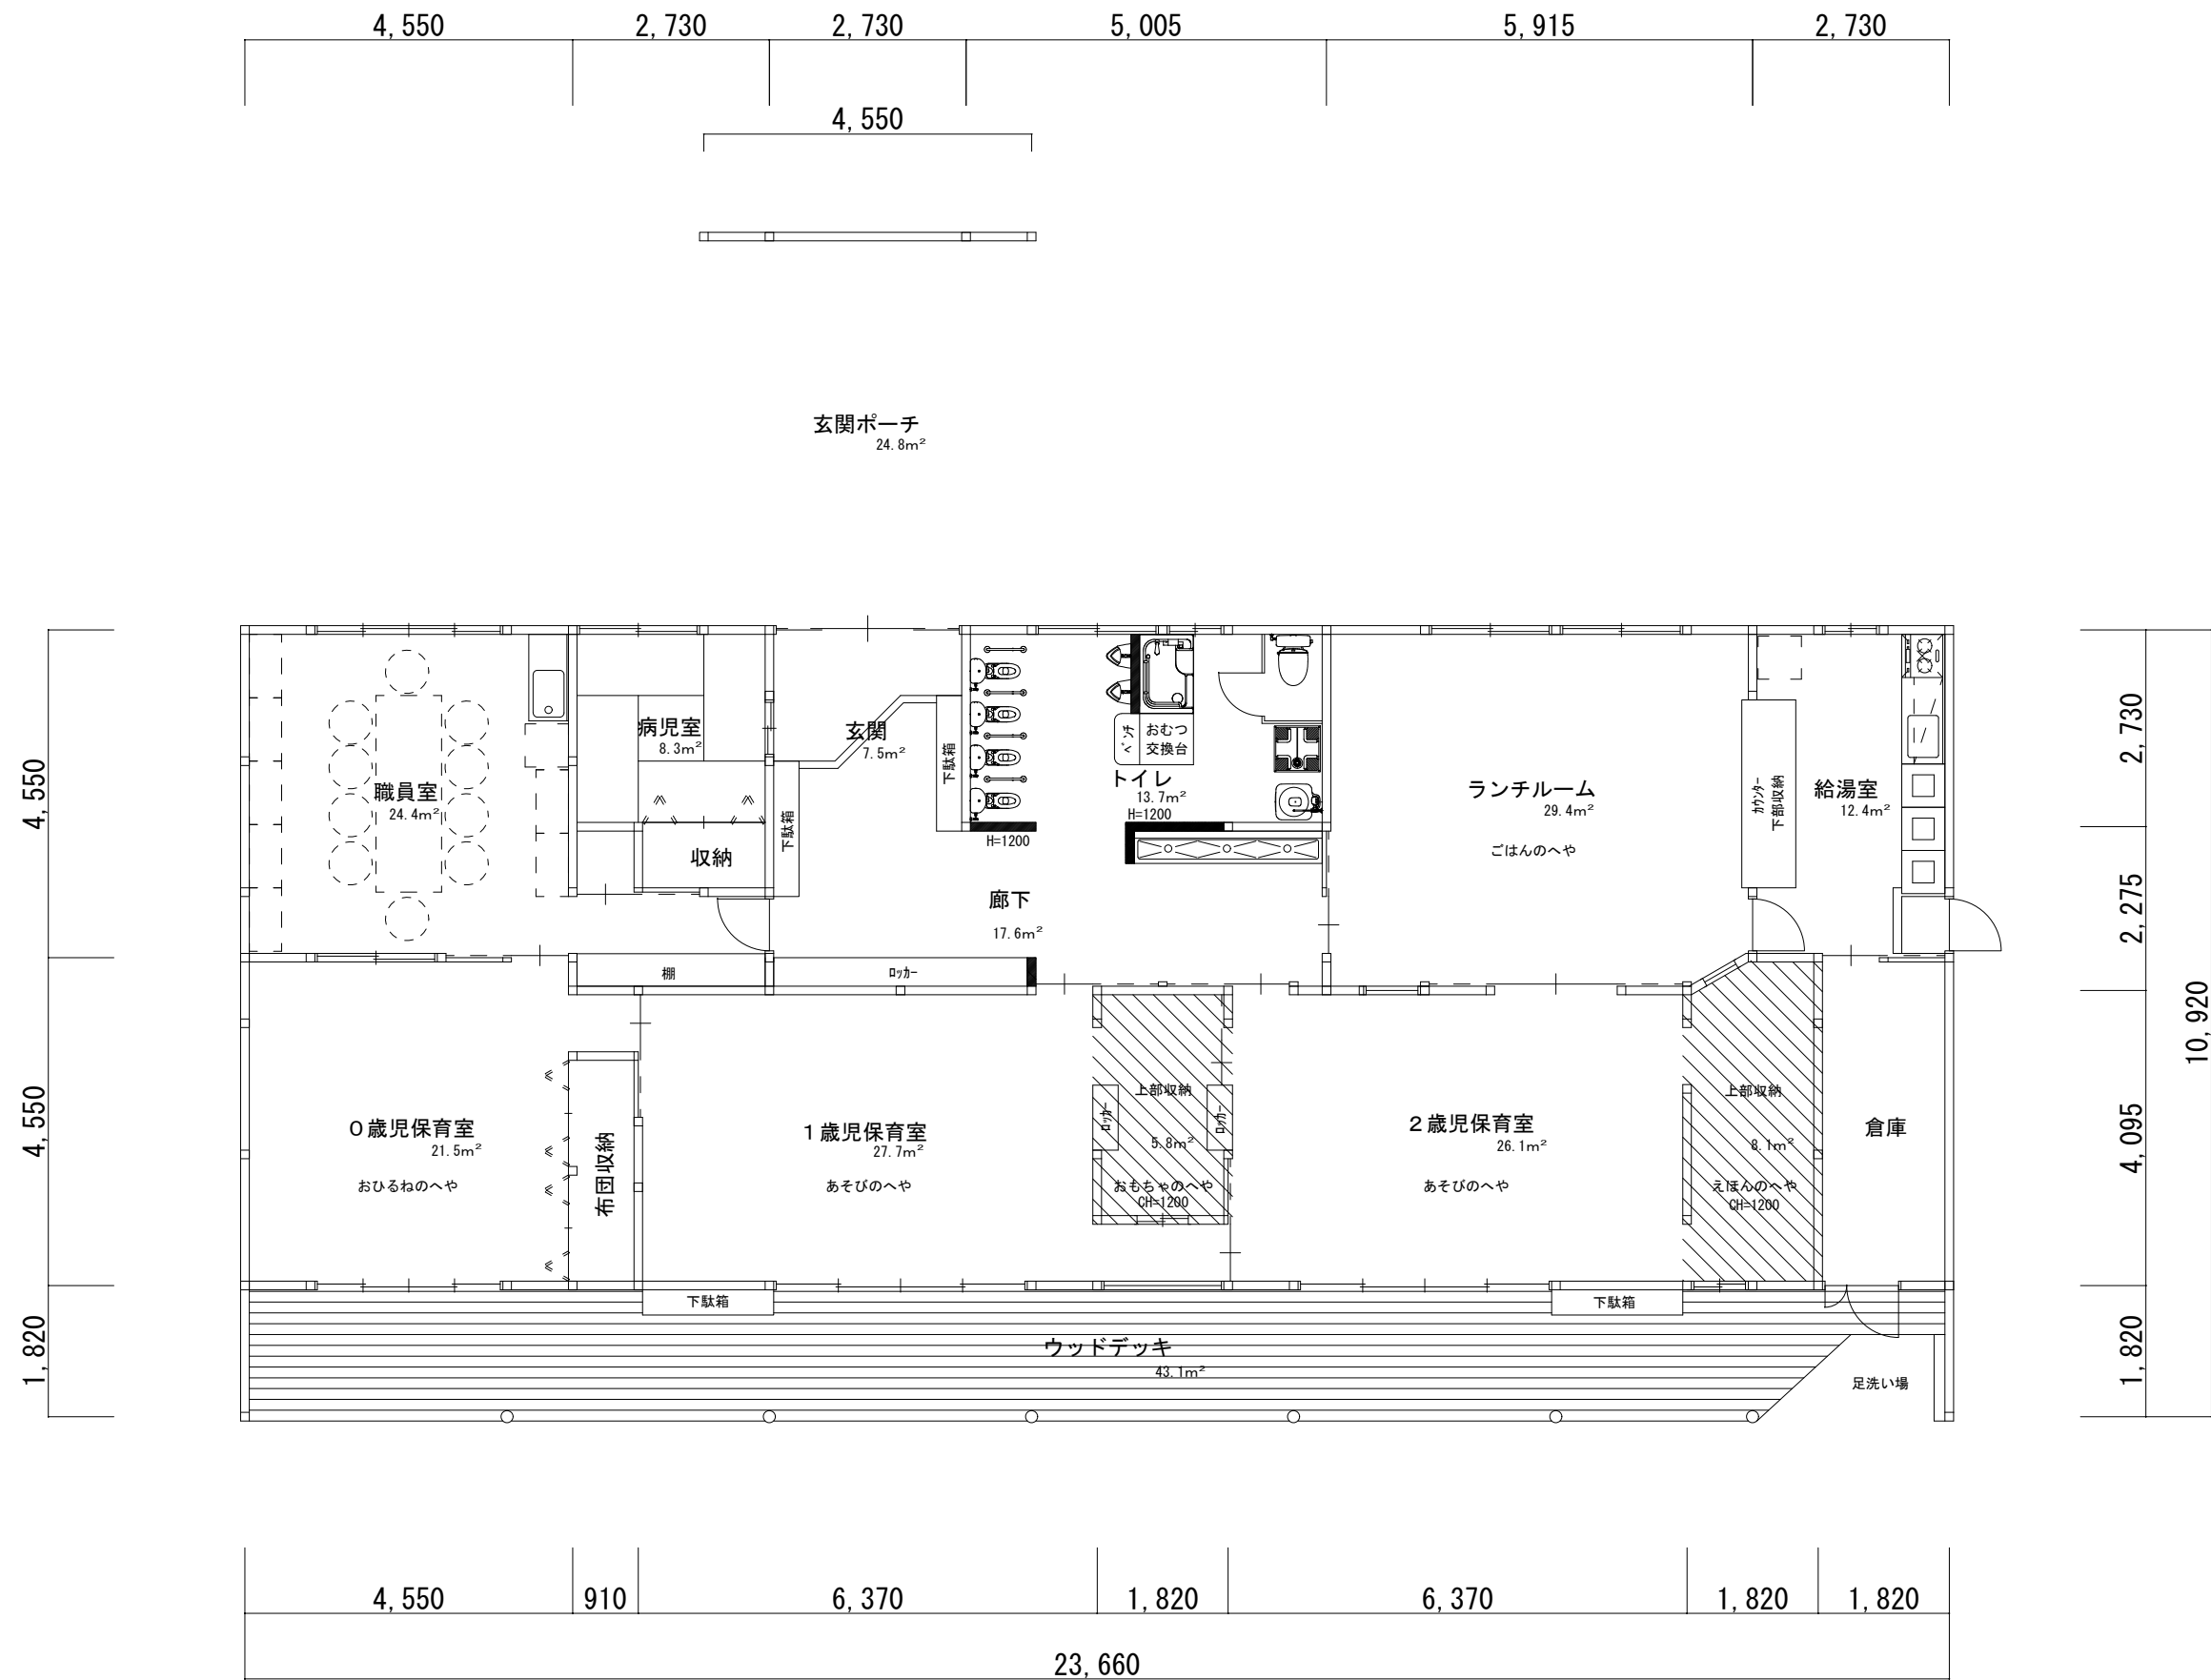 4,550
2,730
2,730
5,005
5,915
2,730
4,550
玄関ポーチ
24.8m²
4,550
4,550
1,820
2,730
2,275
4,095
1,820
10,920
職員室
24.4m²
病児室
8.3m²
収納
玄関
7.5m²
下駄箱
下駄箱
ベンチ
おむつ
交換台
トイレ
13.7m²
H=1200
H=1200
ランチルーム
29.4m²
ごはんのへや
カウンター
下部収納
給湯室
12.4m²
廊下
17.6m²
棚
ロッカー
0歳児保育室
21.5m²
おひるねのへや
布団収納
1歳児保育室
27.7m²
あそびのへや
ロッカー
上部収納
5.8m²
ロッカー
おもちゃのへや
CH=1200
2歳児保育室
26.1m²
あそびのへや
上部収納
8.1m²
えほんのへや
CH=1200
倉庫
下駄箱
下駄箱
ウッドデッキ
43.1m²
足洗い場
4,550
910
6,370
1,820
6,370
1,820
1,820
23,660